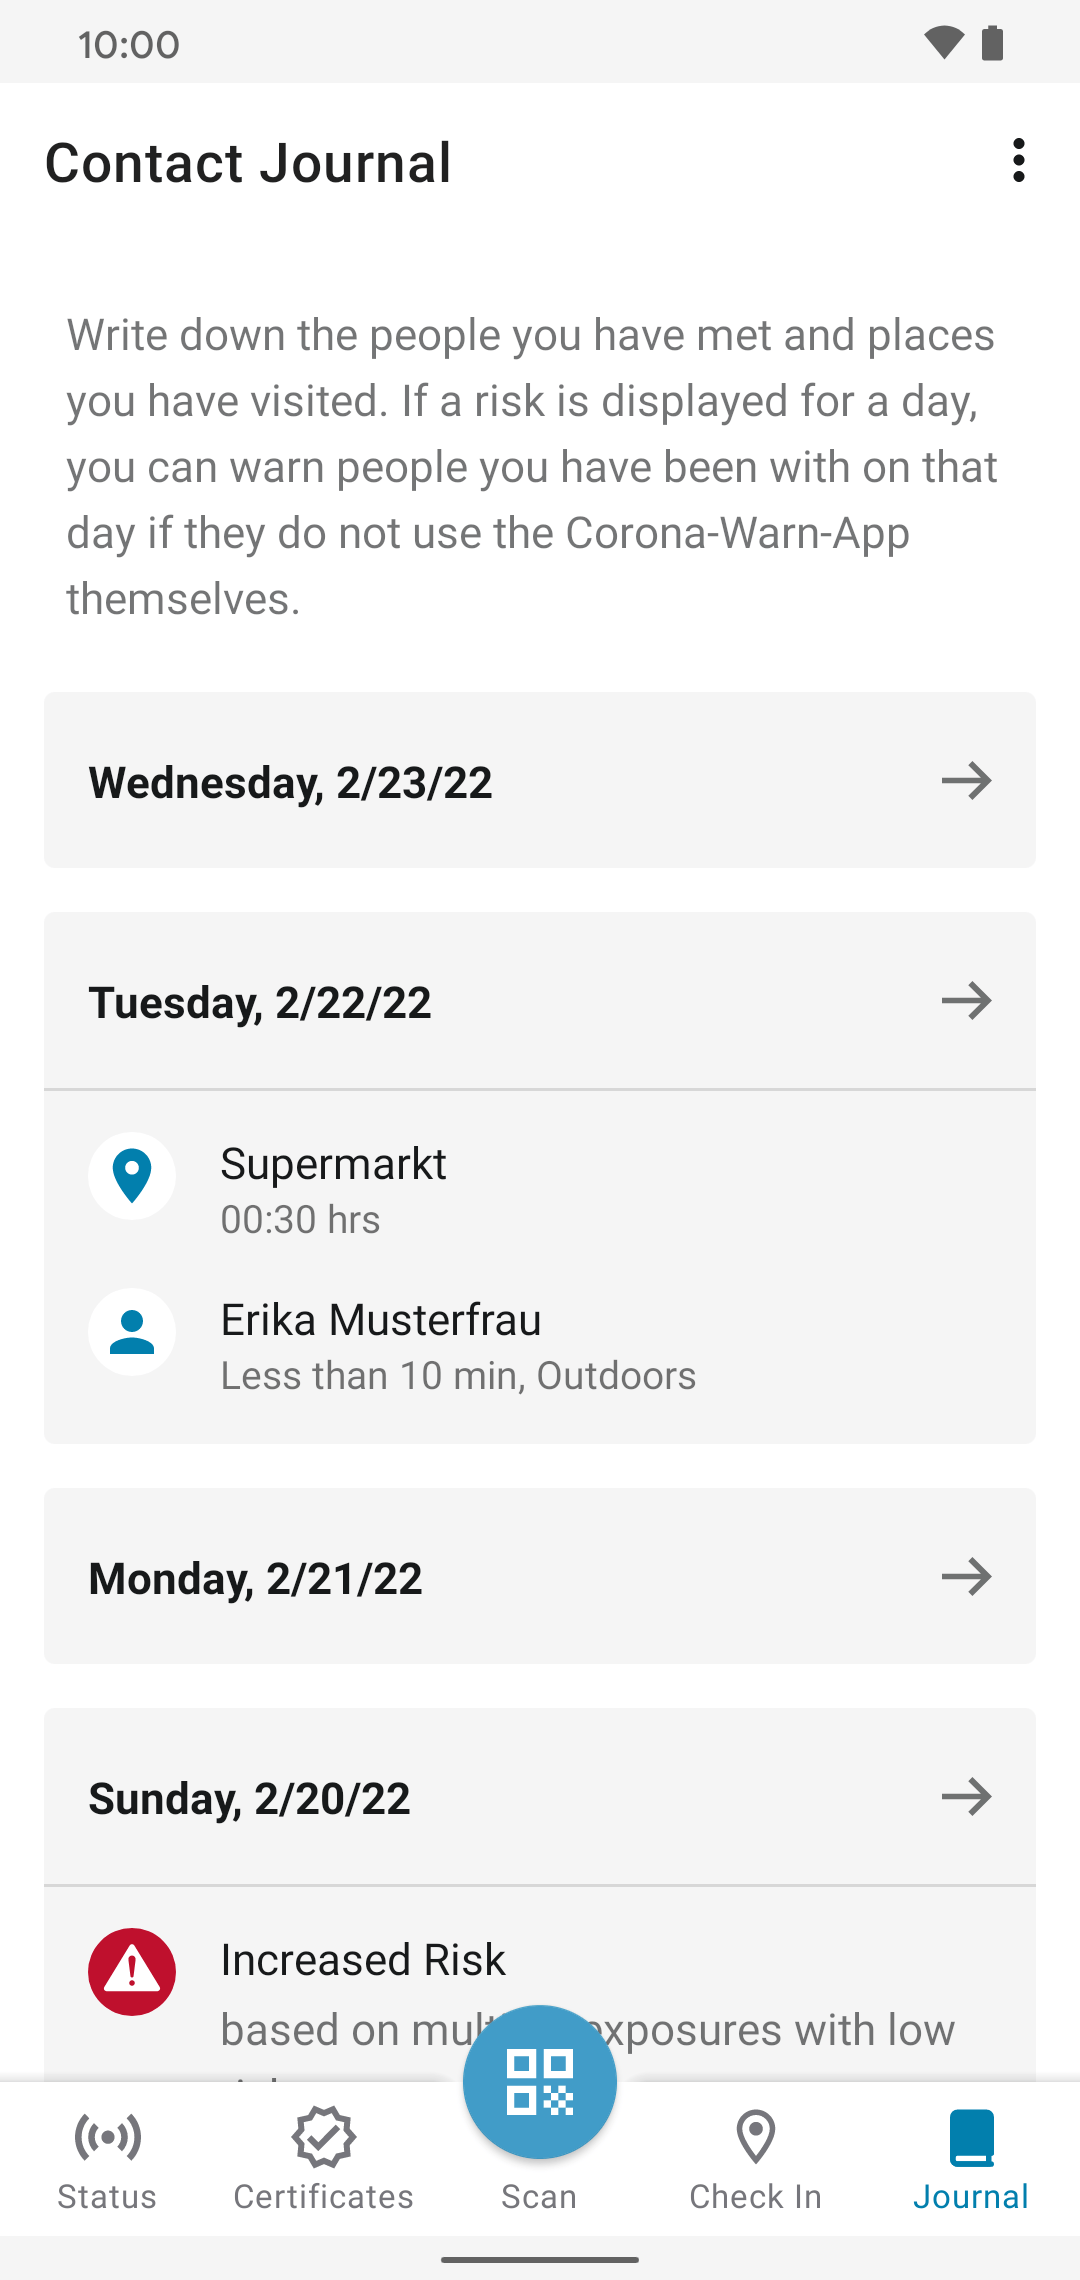 10:00
Contact Journal
Write down the people you have met and places
you have visited. If a risk is displayed for a day,
you can warn people you have been with on that
day if they do not use the Corona-Warn-App
themselves.
Wednesday, 2/23/22
Tuesday, 2/22/22
Supermarkt
00:30 hrs
Erika Musterfrau
Less than 10 min, Outdoors
Monday, 2/21/22
Sunday, 2/20/22
Increased Risk
based on exposures with low
Status
Certificates
Scan
Check In
Journal